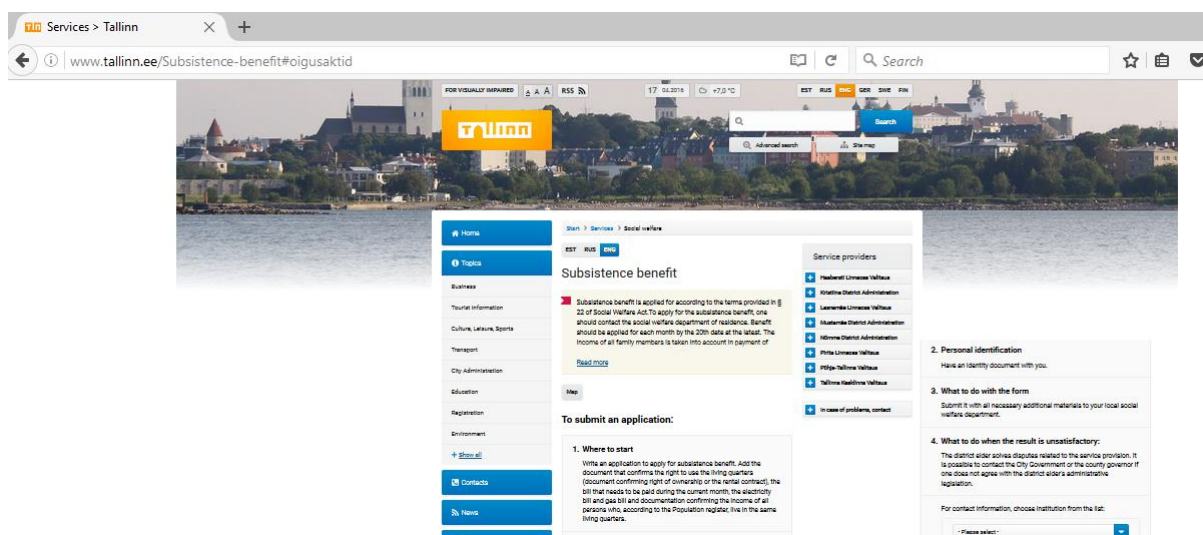 Services > Tallinn
www.tallinn.ee/Subsistence-benefit#oigusaktid
Search
FOR VISUALLY IMPAIRED A A A RSS 17 04.2016 +7,0 °C EST RUS ENG GER SWE FIN
Tallinn
Search
Advanced search Site map
Home
Topics
Business
Tourist information
Culture, Leisure, Sports
Transport
City Administration
Education
Registration
Environment
+ Show all
Contacts
News
Start > Services > Social welfare
EST RUS ENG
Subsistence benefit
Subsistence benefit is applied for according to the terms provided in §
22 of Social Welfare Act.To apply for the subsistence benefit, one
should contact the social welfare department of residence. Benefit
should be applied for each month by the 20th date at the latest. The
income of all family members is taken into account in payment of
Read more
Map
To submit an application:
1. Where to start
Write an application to apply for subsistence benefit. Add the
document that confirms the right to use the living quarters
(document confirming right of ownership or the rental contract), the
bill that needs to be paid during the current month, the electricity
bill and gas bill and documentation confirming the income of all
persons who, according to the Population register, live in the same
living quarters.
Service providers
Haabersti Linnaosa Valitsus
Kristiine District Administration
Lasnamäe Linnaosa Valitsus
Mustamäe District Administration
Nõmme District Administration
Pirita Linnaosa Valitsus
Põhja-Tallinna Valitsus
Tallinna Kesklinna Valitsus
In case of problems, contact
2. Personal identification
Have an identity document with you.
3. What to do with the form
Submit it with all necessary additional materials to your local social
welfare department.
4. What to do when the result is unsatisfactory:
The district elder solves disputes related to the service provision. It
is possible to contact the City Government or the county governor if
one does not agree with the district elder's administrative
legislation.
For contact information, choose institution from the list:
- Please select -